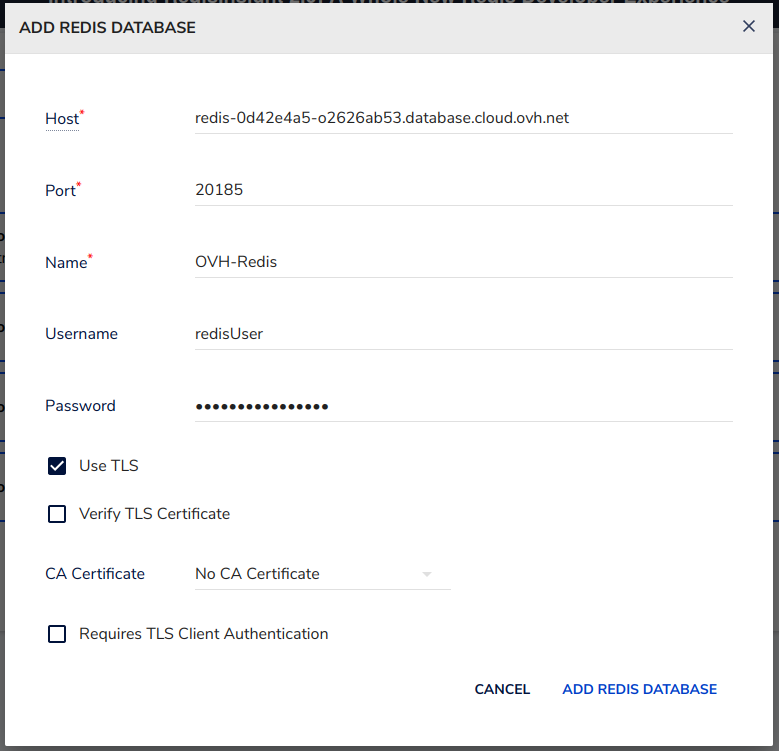 ADD REDIS DATABASE
Host*
redis-0d42e4a5-o2626ab53.database.cloud.ovh.net
Port*
20185
Name*
OVH-Redis
Username
redisUser
Password
••••••••••••••••
Use TLS
Verify TLS Certificate
CA Certificate
No CA Certificate
Requires TLS Client Authentication
CANCEL
ADD REDIS DATABASE